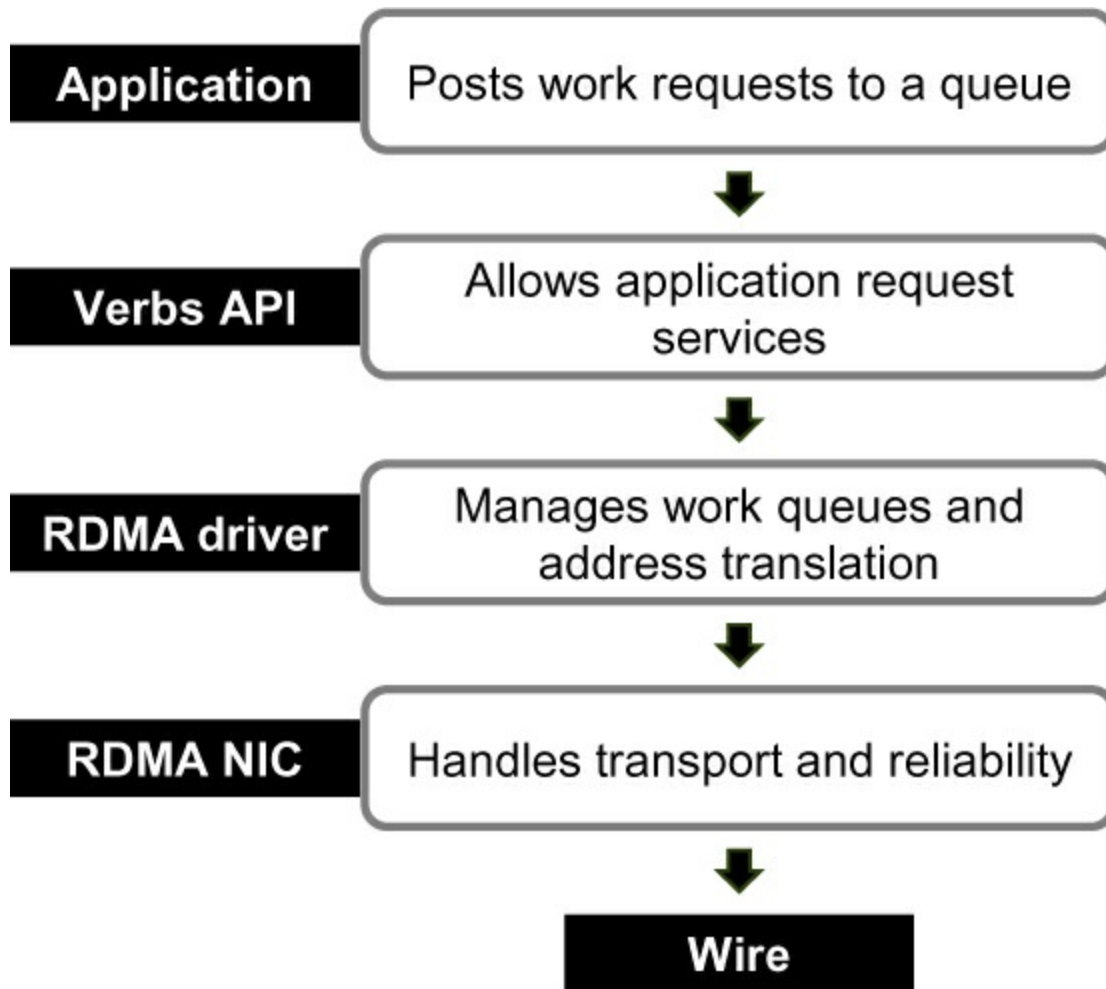 Application
Posts work requests to a queue
Verbs API
Allows application request
services
RDMA driver
Manages work queues and
address translation
RDMA NIC
Handles transport and reliability
Wire